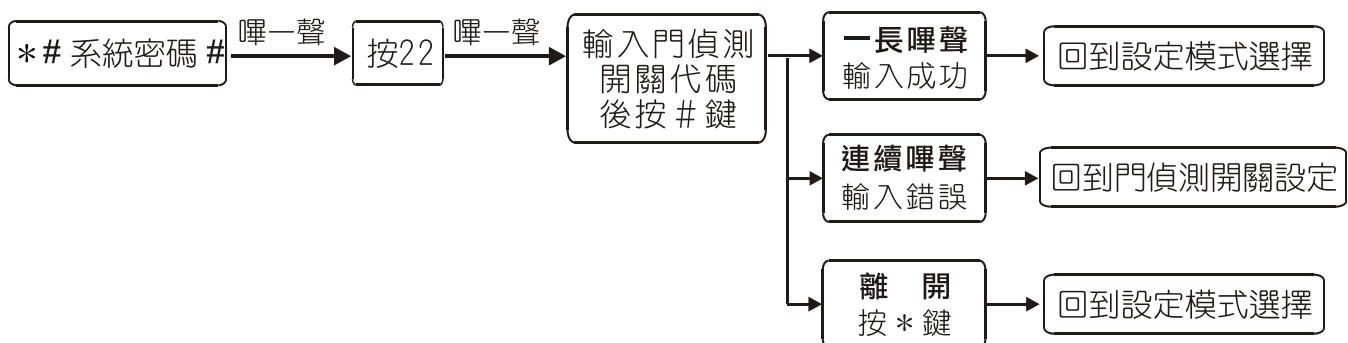 ＊# 系統密碼 #
嗶一聲
按22
嗶一聲
輸入門偵測
開關代碼
後按 # 鍵
一長嗶聲
輸入成功
回到設定模式選擇
連續嗶聲
輸入錯誤
回到門偵測開關設定
離 開
按＊鍵
回到設定模式選擇